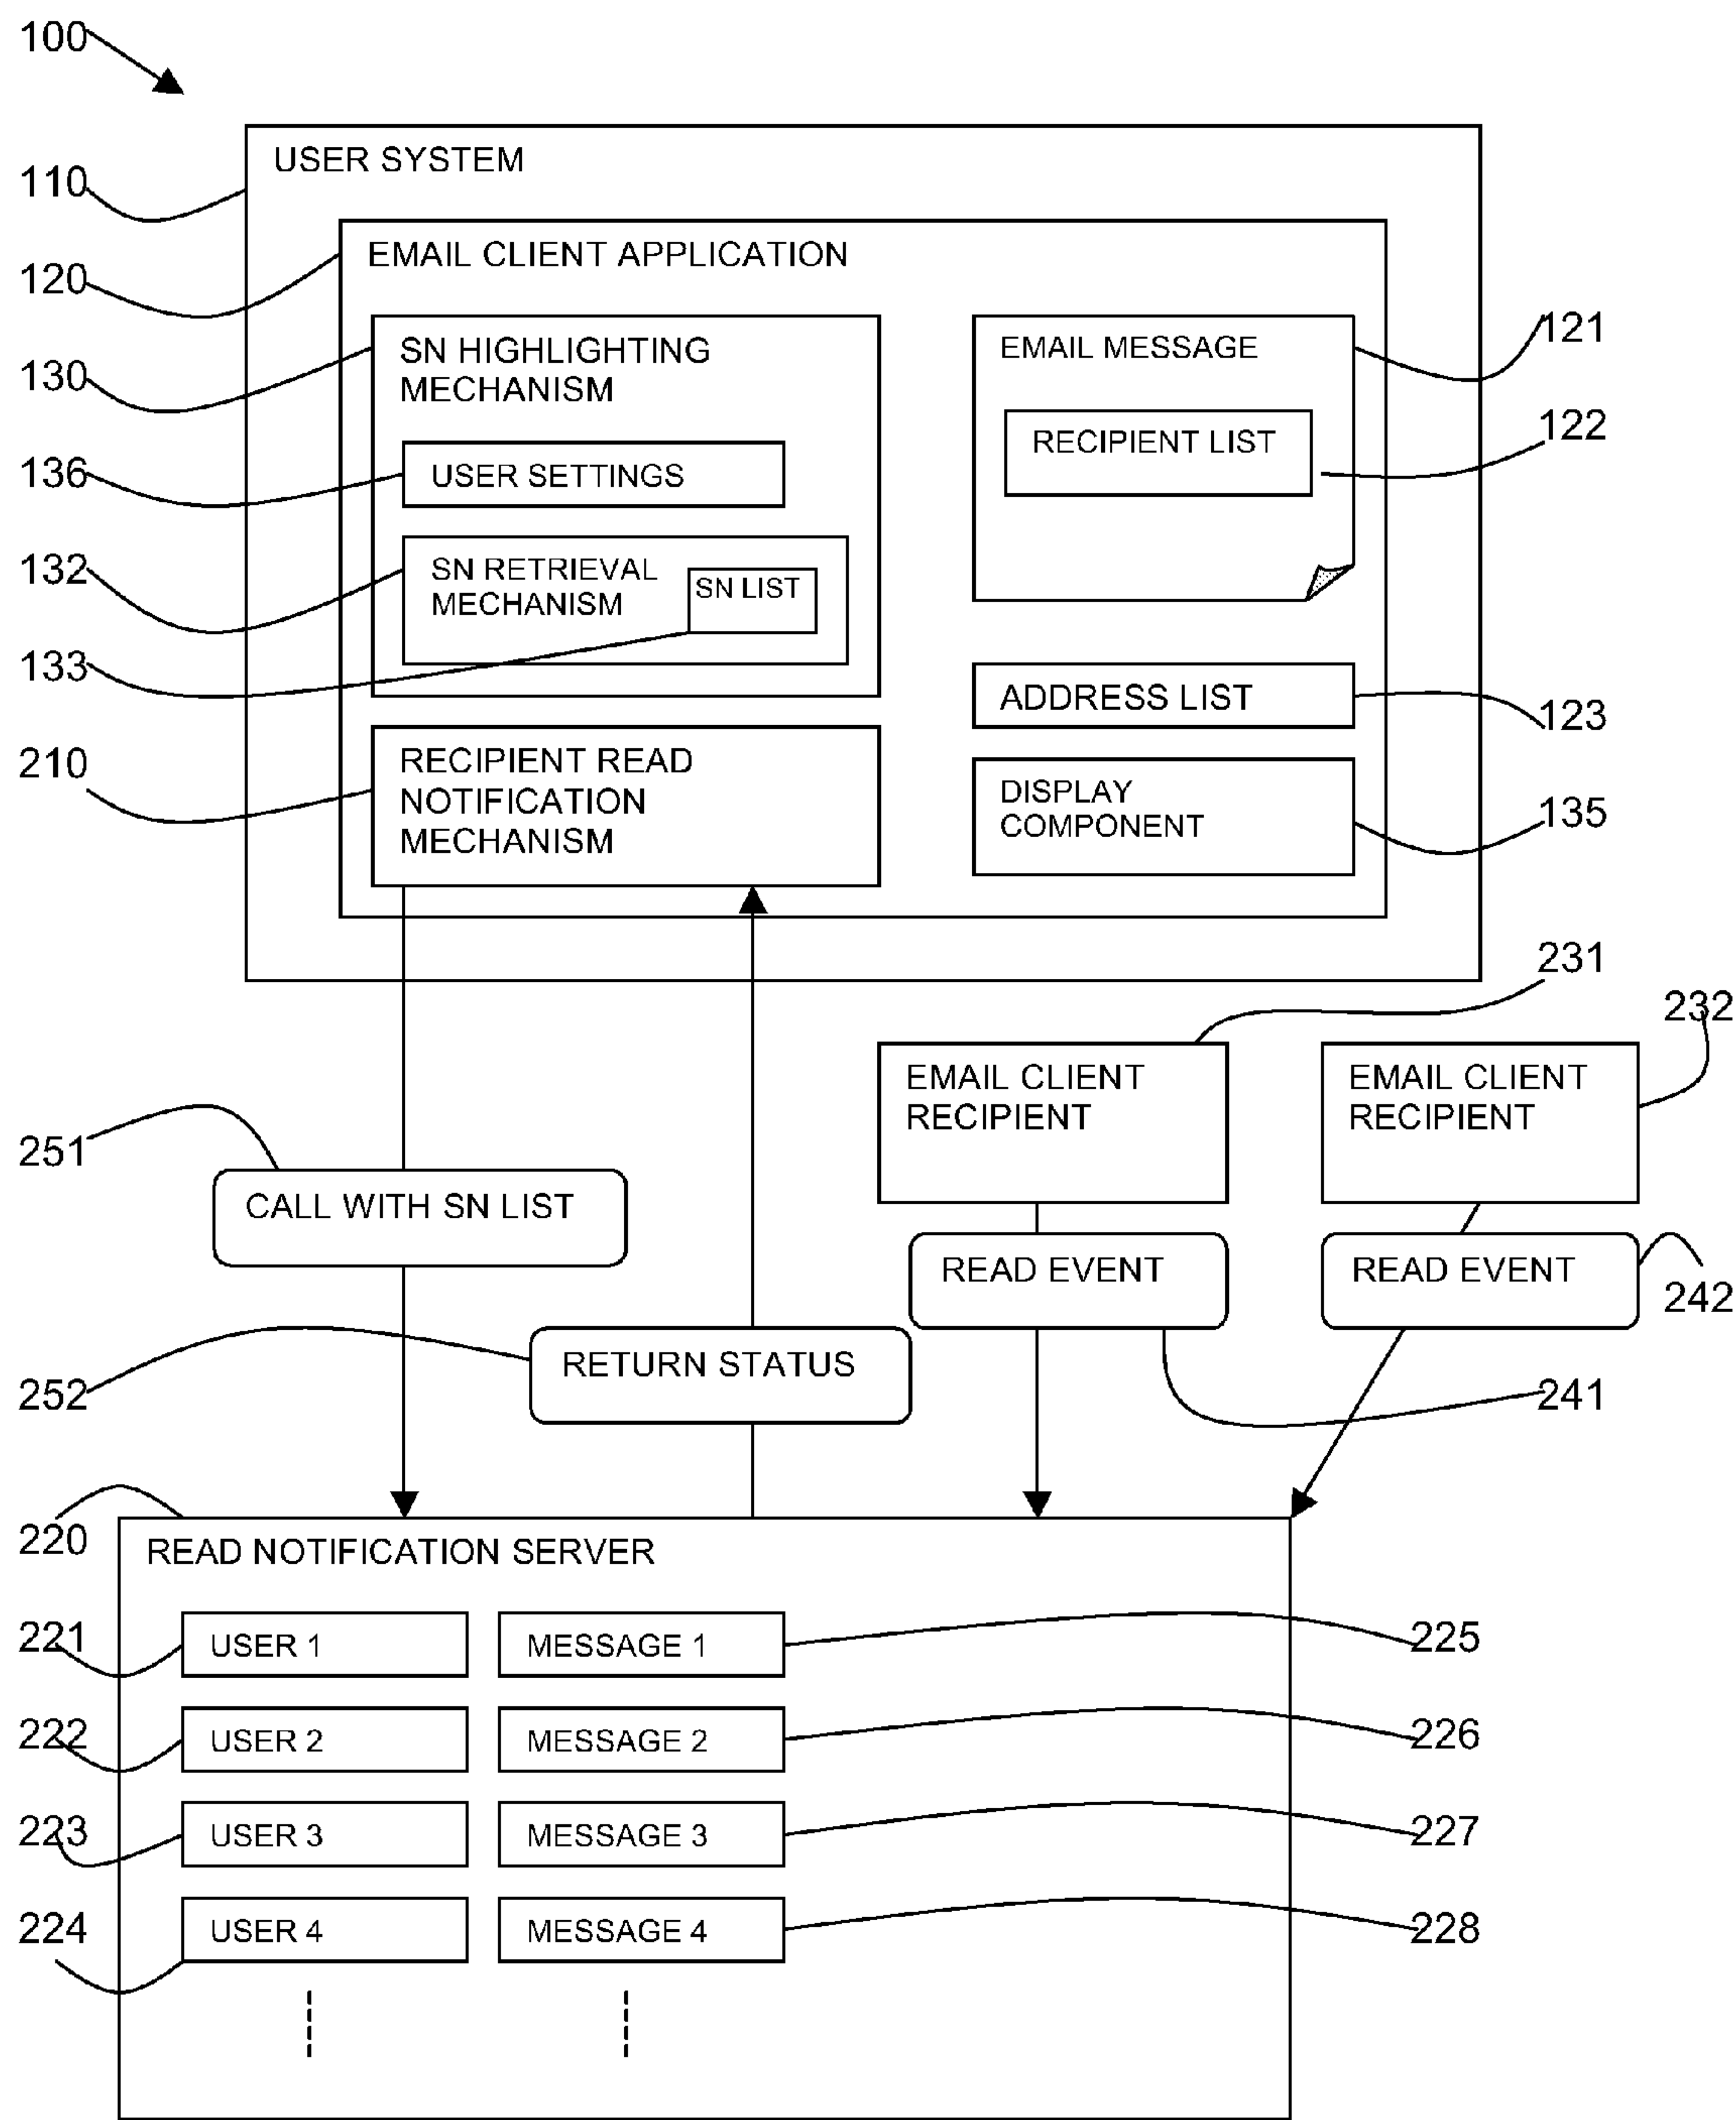 100
USER SYSTEM
110
EMAIL CLIENT APPLICATION
120
SN HIGHLIGHTING
MECHANISM
130
EMAIL MESSAGE
121
RECIPIENT LIST
122
USER SETTINGS
136
SN RETRIEVAL
MECHANISM
132
SN LIST
133
ADDRESS LIST
123
RECIPIENT READ
NOTIFICATION
MECHANISM
210
DISPLAY
COMPONENT
135
231
232
EMAIL CLIENT
RECIPIENT
EMAIL CLIENT
RECIPIENT
251
CALL WITH SN LIST
READ EVENT
READ EVENT
242
RETURN STATUS
252
241
220
READ NOTIFICATION SERVER
221
USER 1
MESSAGE 1
225
222
USER 2
MESSAGE 2
226
223
USER 3
MESSAGE 3
227
224
USER 4
MESSAGE 4
228